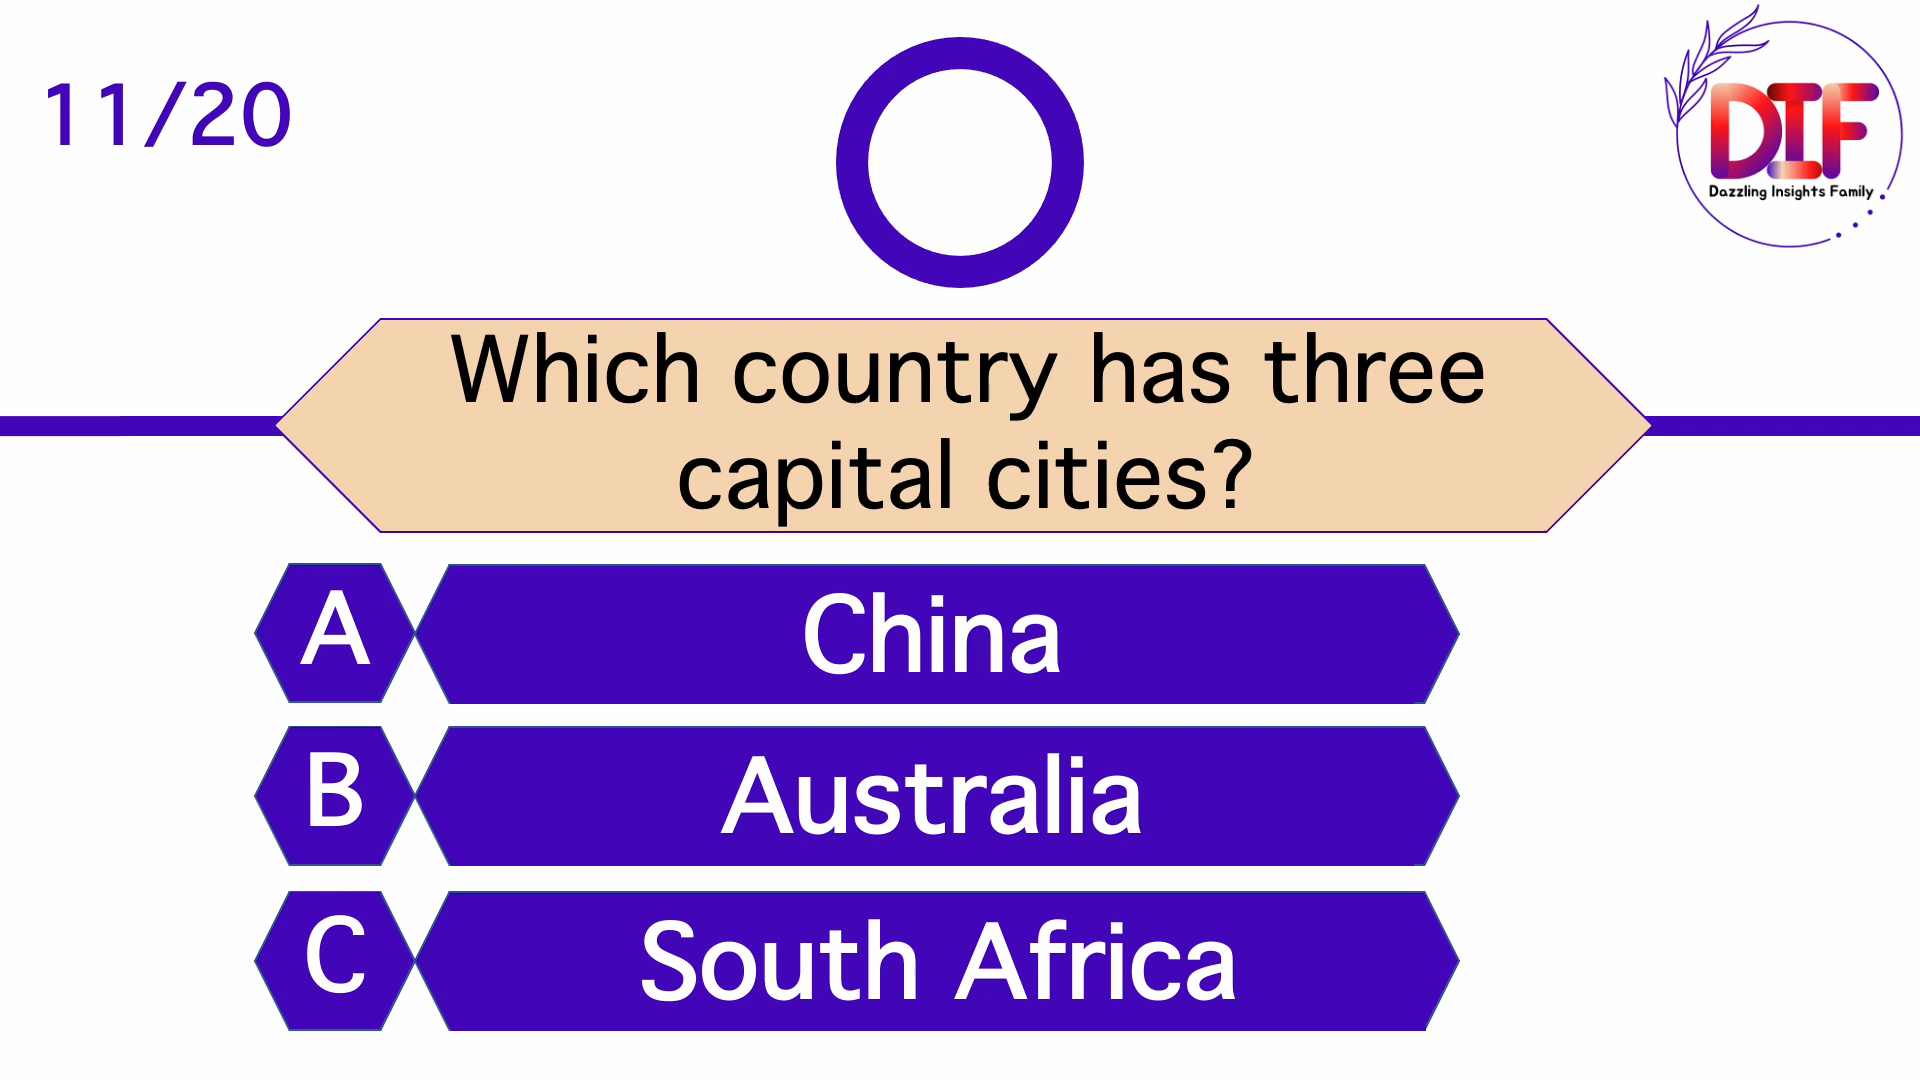 11/20
DIF
Dazzling Insights Family
Which country has three
capital cities?
A
China
B
Australia
C
South Africa